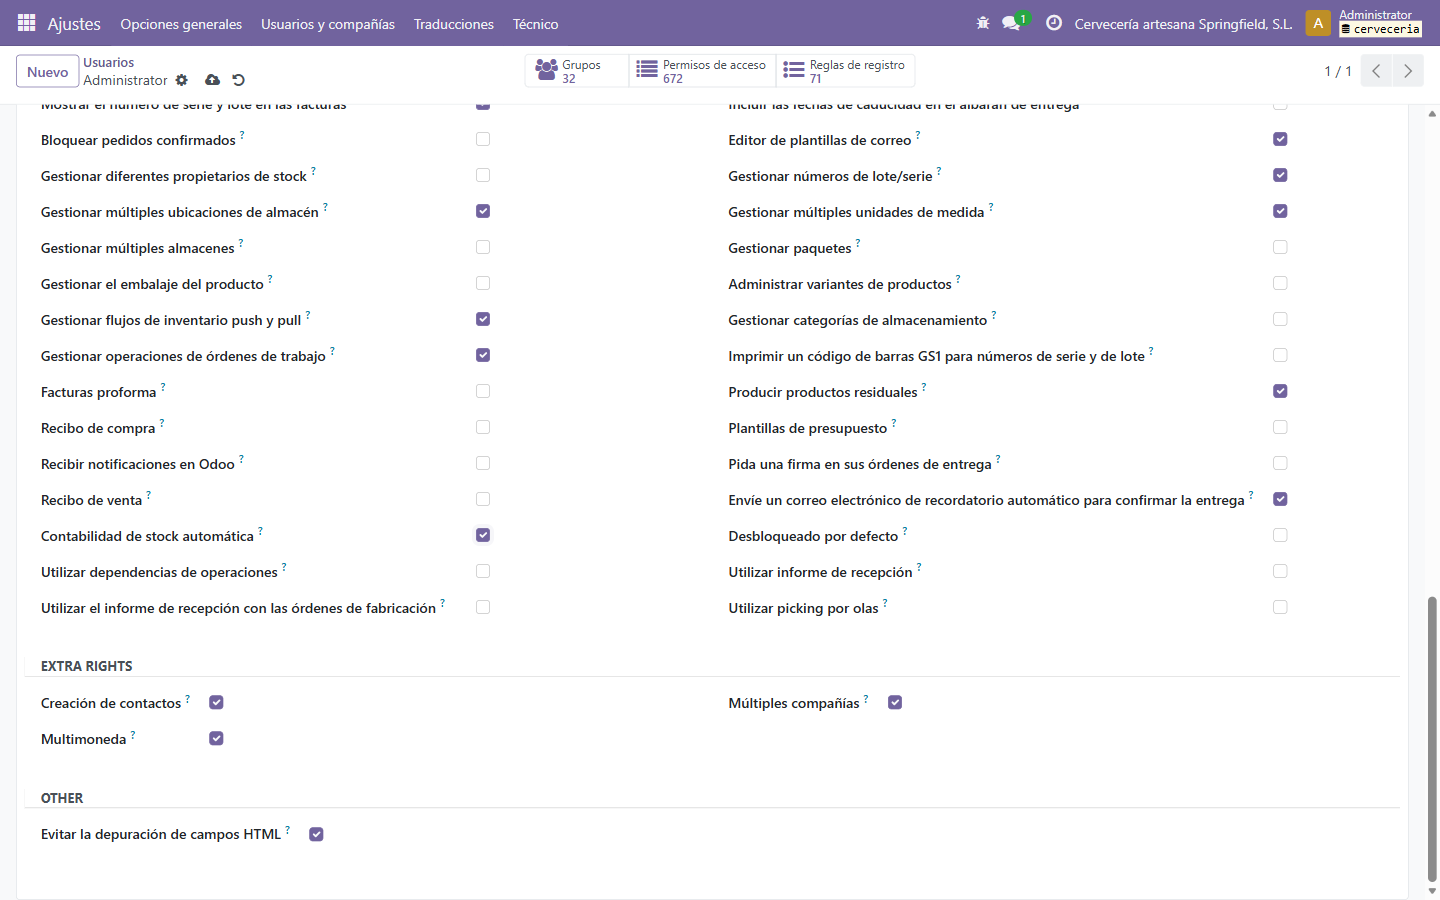 Ajustes Opciones generales Usuarios y compañías Traducciones Técnico 1 Cervecería artesana Springfield, S.L. A Administrator
cerveceria
Nuevo Usuarios
Administrator
Grupos 32 Permisos de acceso 672 Reglas de registro 71
1 / 1
Mostrar el número de serie y lote en las facturas Incluir las fechas de caducidad en el albarán de entrega
Bloquear pedidos confirmados ? Editor de plantillas de correo ?
Gestionar diferentes propietarios de stock ? Gestionar números de lote/serie ?
Gestionar múltiples ubicaciones de almacén ? Gestionar múltiples unidades de medida ?
Gestionar múltiples almacenes ? Gestionar paquetes ?
Gestionar el embalaje del producto ? Administrar variantes de productos ?
Gestionar flujos de inventario push y pull ? Gestionar categorías de almacenamiento ?
Gestionar operaciones de órdenes de trabajo ? Imprimir un código de barras GS1 para números de serie y de lote ?
Facturas proforma ? Producir productos residuales ?
Recibo de compra ? Plantillas de presupuesto ?
Recibir notificaciones en Odoo ? Pida una firma en sus órdenes de entrega ?
Recibo de venta ? Envíe un correo electrónico de recordatorio automático para confirmar la entrega ?
Contabilidad de stock automática ? Desbloqueado por defecto ?
Utilizar dependencias de operaciones ? Utilizar informe de recepción ?
Utilizar el informe de recepción con las órdenes de fabricación ? Utilizar picking por olas ?
EXTRA RIGHTS
Creación de contactos ? Múltiples compañías ?
Multimoneda ?
OTHER
Evitar la depuración de campos HTML ?